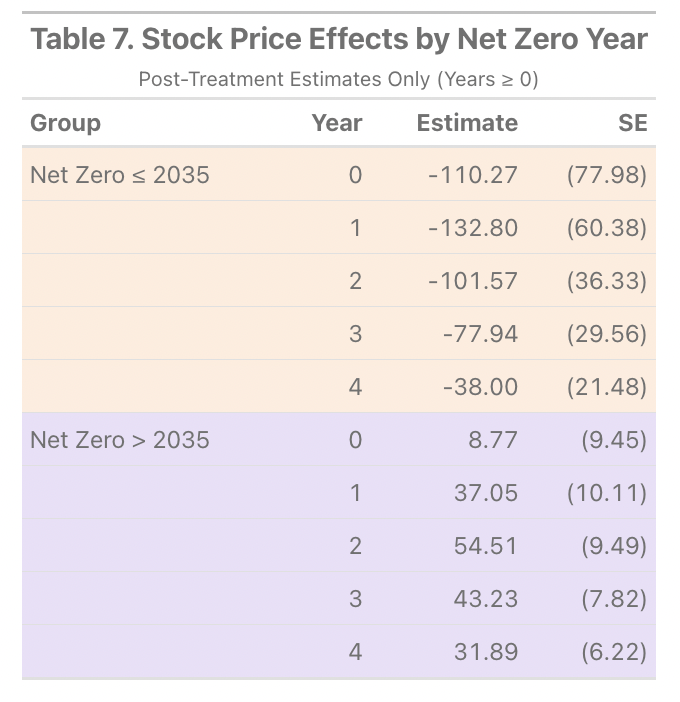 Table 7. Stock Price Effects by Net Zero Year
Post-Treatment Estimates Only (Years ≥ 0)
Group Year Estimate SE
Net Zero ≤ 2035 0 -110.27 (77.98)
1 -132.80 (60.38)
2 -101.57 (36.33)
3 -77.94 (29.56)
4 -38.00 (21.48)
Net Zero > 2035 0 8.77 (9.45)
1 37.05 (10.11)
2 54.51 (9.49)
3 43.23 (7.82)
4 31.89 (6.22)